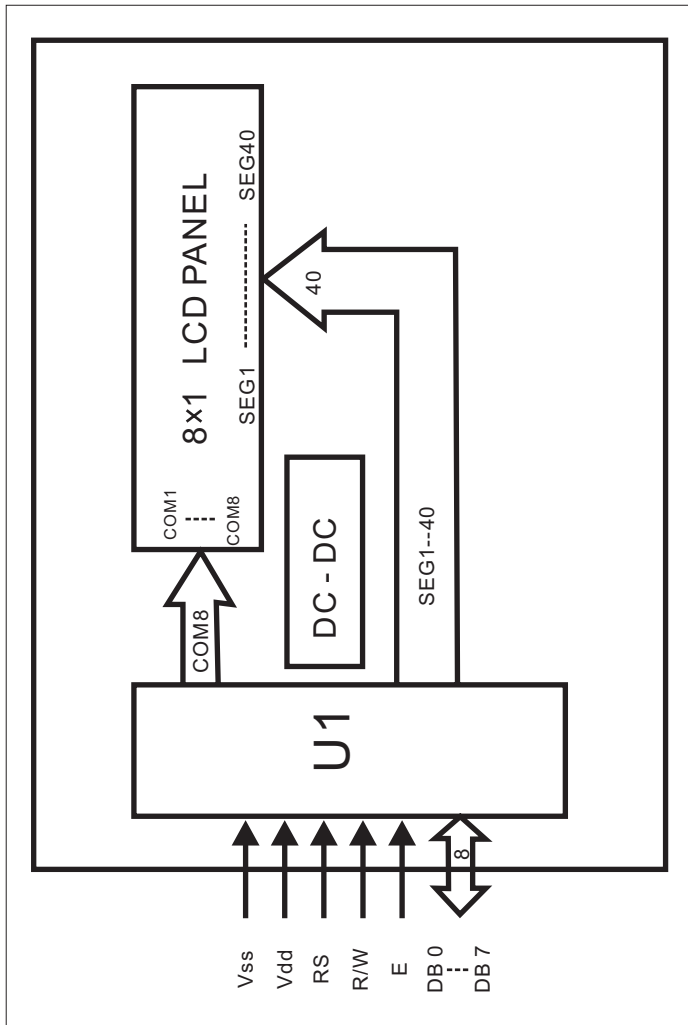 Vss
Vdd
RS
R/W
E
DB 0
DB 7
8
U1
COM8
SEG1--40
DC - DC
40
COM1
COM8
8×1 LCD PANEL
SEG1
SEG40